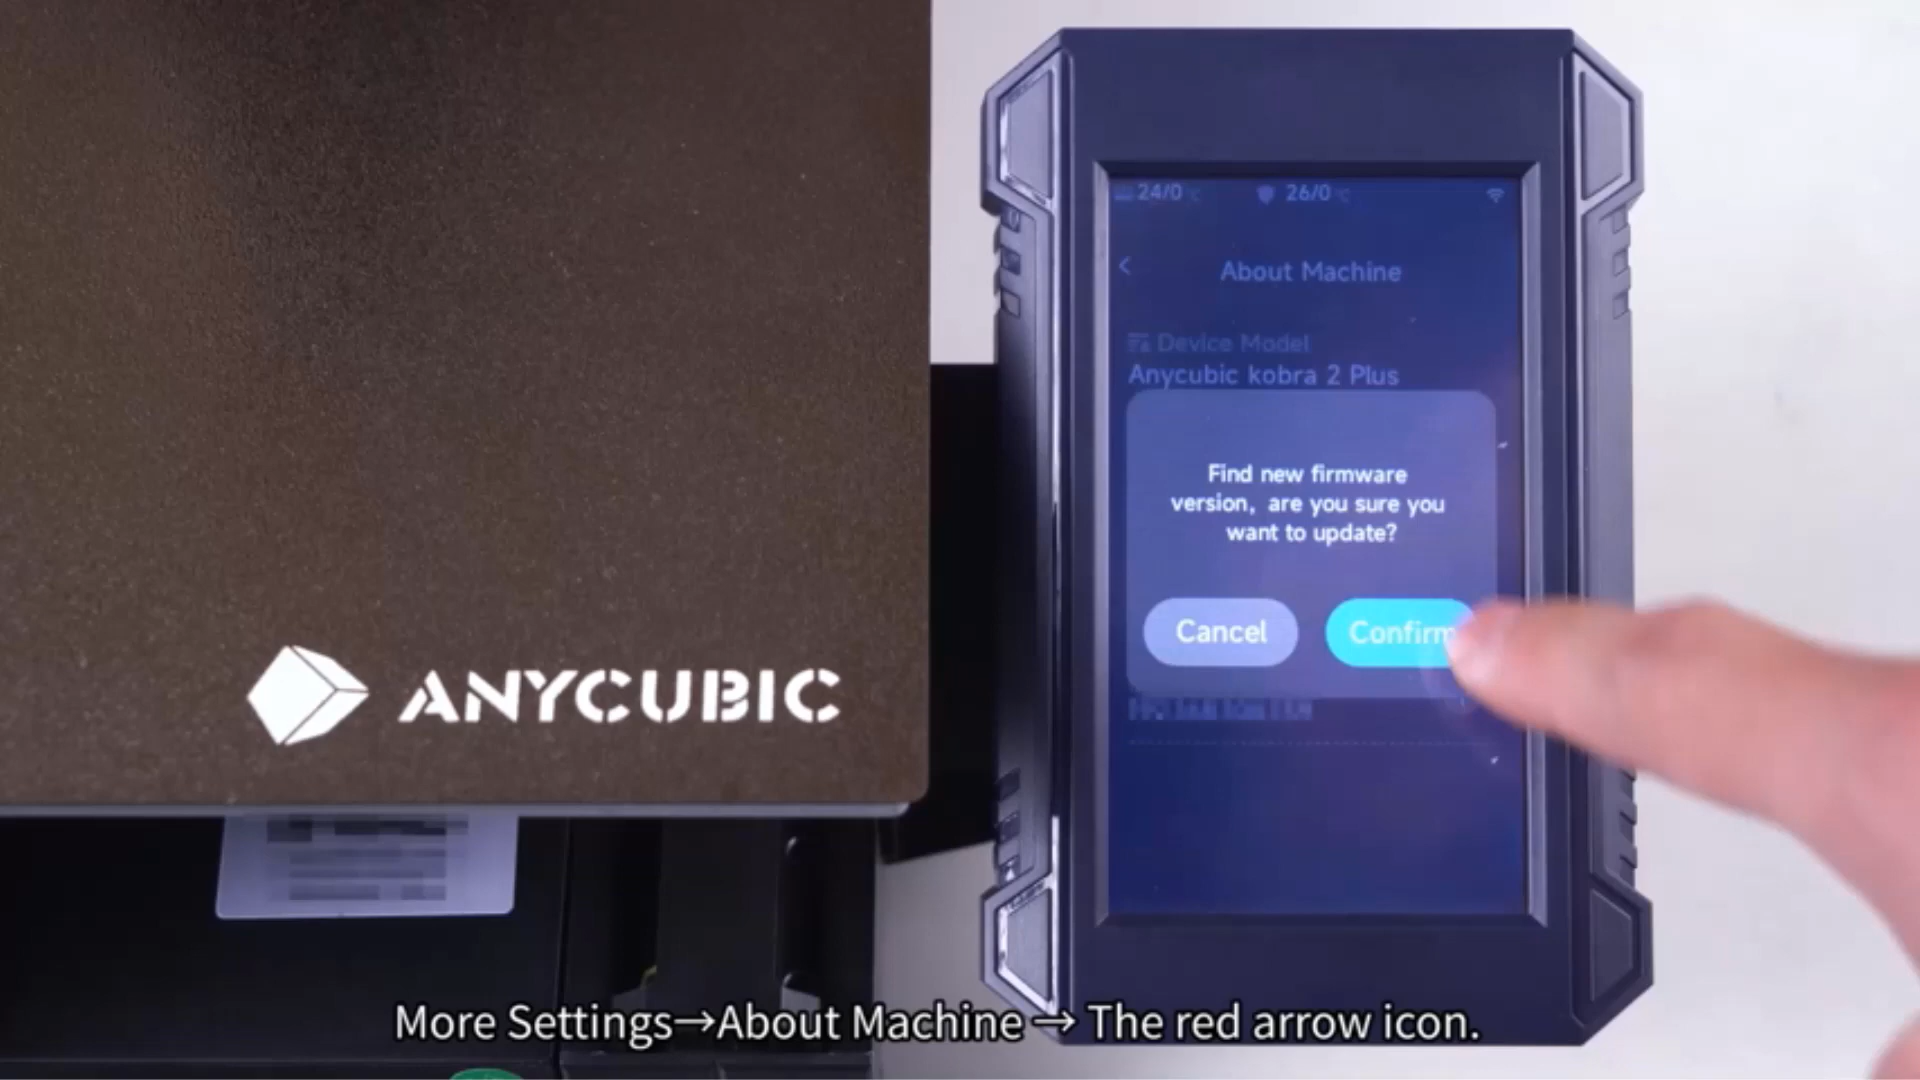 24/0 ℃ 26/0 ℃
About Machine
Device Model
Anycubic kobra 2 Plus
Find new firmware
version, are you sure you
want to update?
Cancel Confirm
ANYCUBIC
More Settings→About Machine → The red arrow icon.